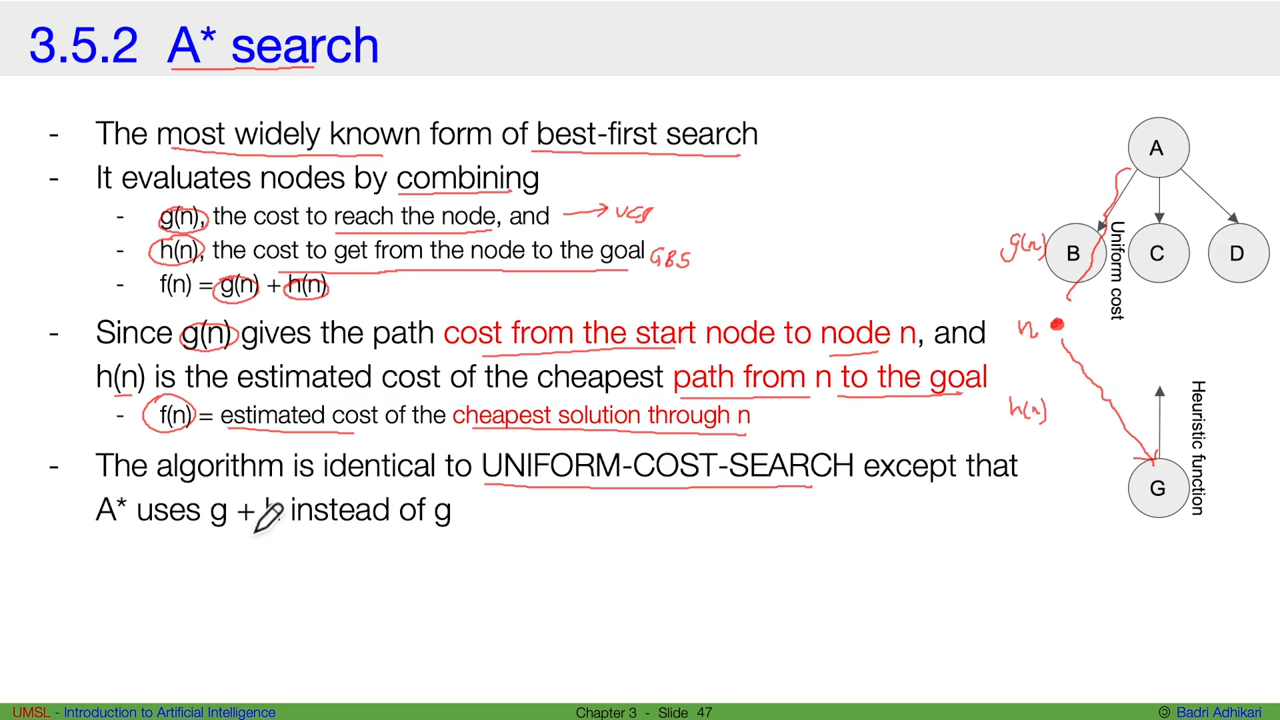 3.5.2 A* search
- The most widely known form of best-first search
- It evaluates nodes by combining
- g(n), the cost to reach the node, and → UCS
- h(n), the cost to get from the node to the goal GBS
- f(n) = g(n) + h(n)
- Since g(n) gives the path cost from the start node to node n, and
h(n) is the estimated cost of the cheapest path from n to the goal
- f(n) = estimated cost of the cheapest solution through n
- The algorithm is identical to UNIFORM-COST-SEARCH except that
A* uses g + h instead of g
A
g(n)
B
C
D
Uniform cost
n
h(n)
Heuristic function
G
UMSL - Introduction to Artificial Intelligence
Chapter 3 - Slide 47
Badri Adhikari